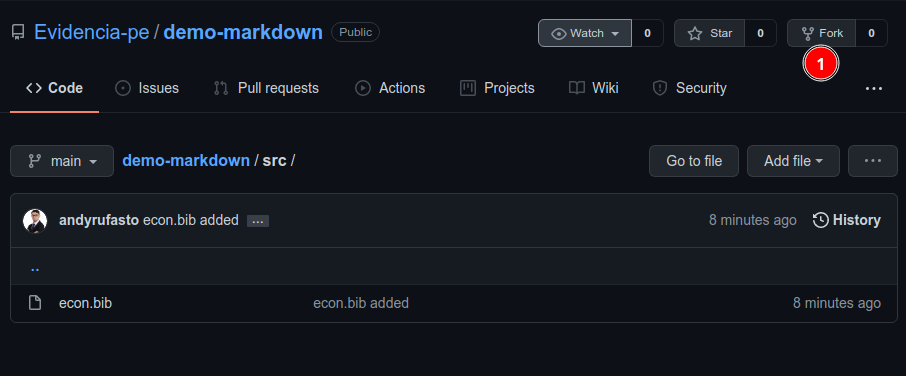 Evidencia-pe / demo-markdown Public Watch 0 Star 0 Fork 0
1
Code Issues Pull requests Actions Projects Wiki Security ...
main demo-markdown / src / Go to file Add file ...
andyrufasto econ.bib added ... 8 minutes ago History
..
econ.bib econ.bib added 8 minutes ago